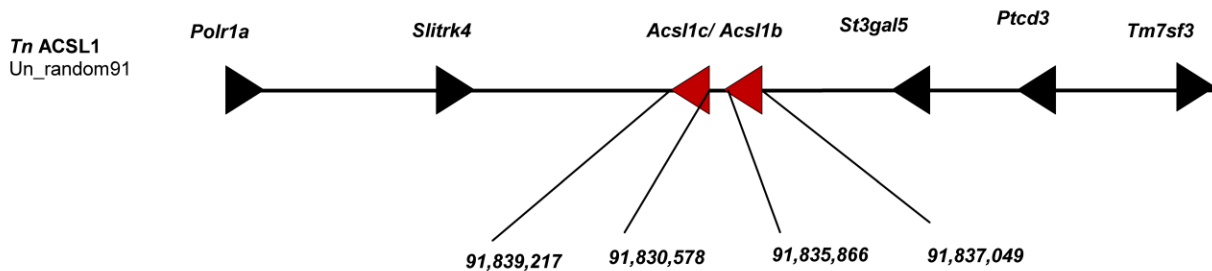 Tn ACSL1
Un_random91
Polr1a
Slitrk4
Acsl1c/ Acsl1b
St3gal5
Ptcd3
Tm7sf3
91,839,217
91,830,578
91,835,866
91,837,049